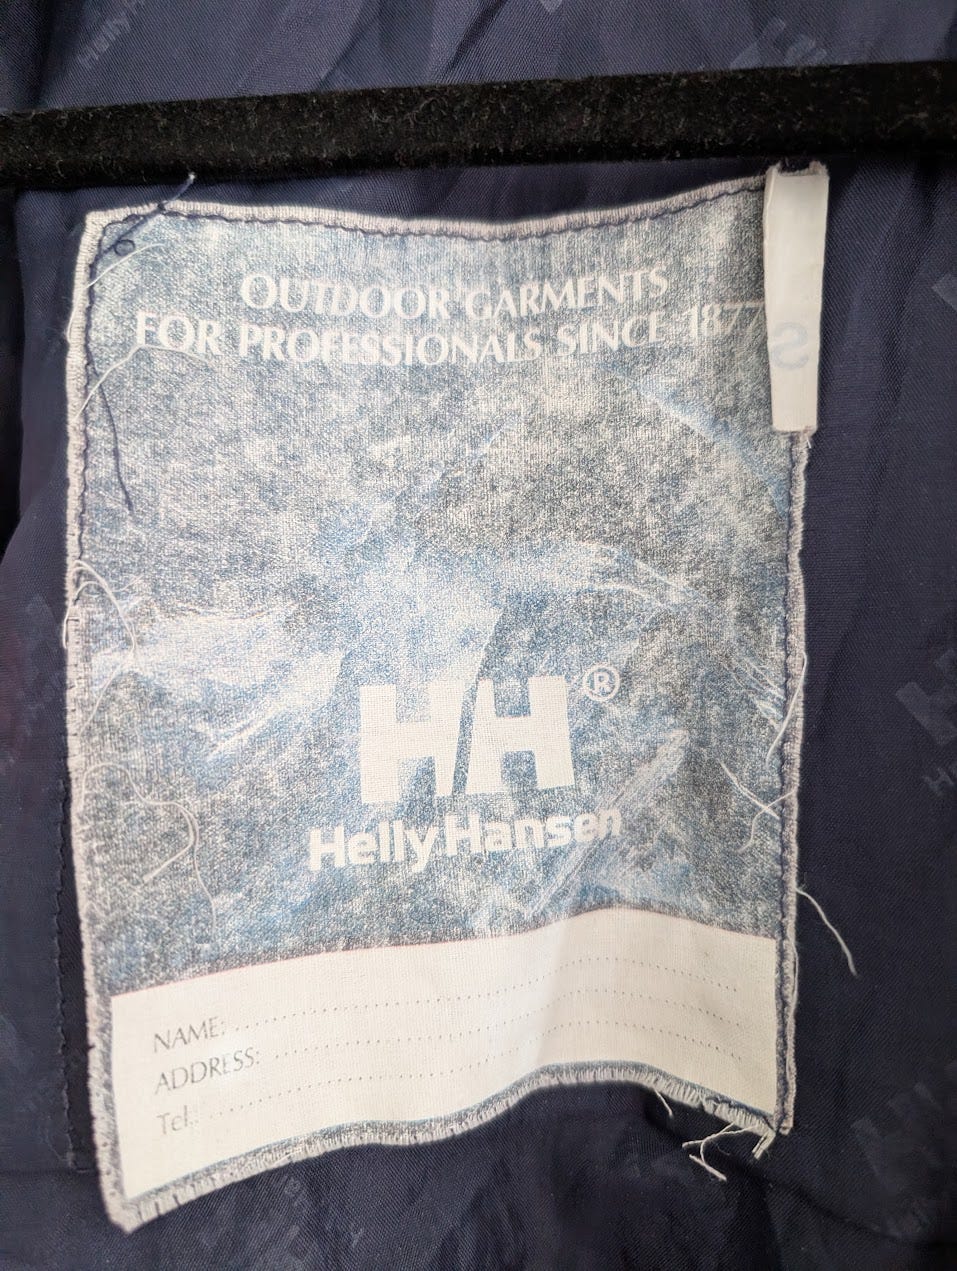 OUTDOOR GARMENTS
FOR PROFESSIONALS SINCE 1877
S
HH®
Helly Hansen
NAME:
ADDRESS:
Tel.: